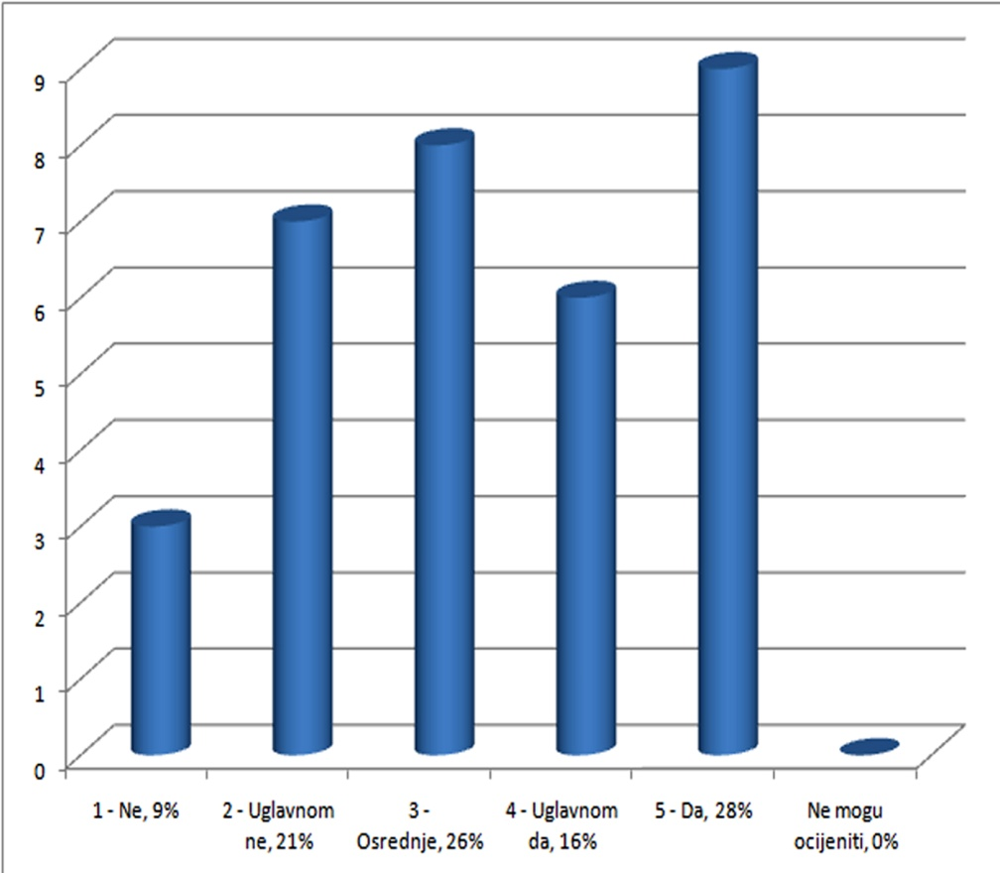 9
8
7
6
5
4
3
2
1
0
1 - Ne, 9%
2 - Uglavnom
ne, 21%
3 -
Osrednje, 26%
4 - Uglavnom
da, 16%
5 - Da, 28%
Ne mogu
ocijeniti, 0%